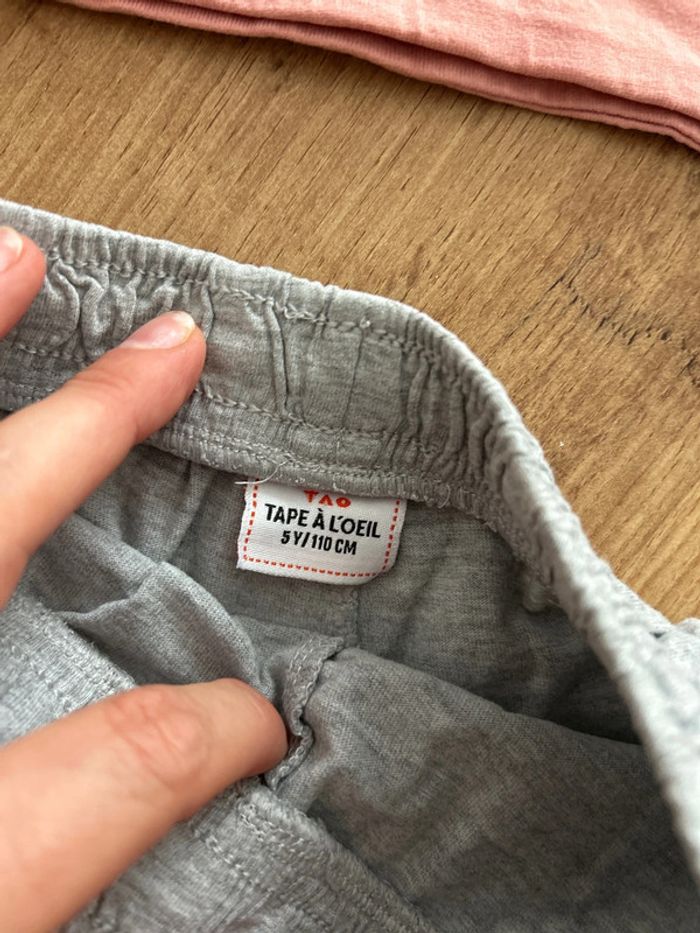 TAO
TAPE À L'OEIL
5Y/110 CM